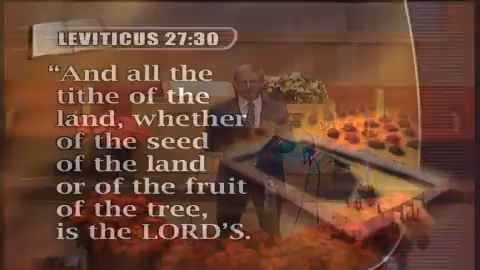 LEVITICUS 27:30
“And all the
tithe of the
land, whether
of the seed
of the land
or of the fruit
of the tree,
is the LORD'S.